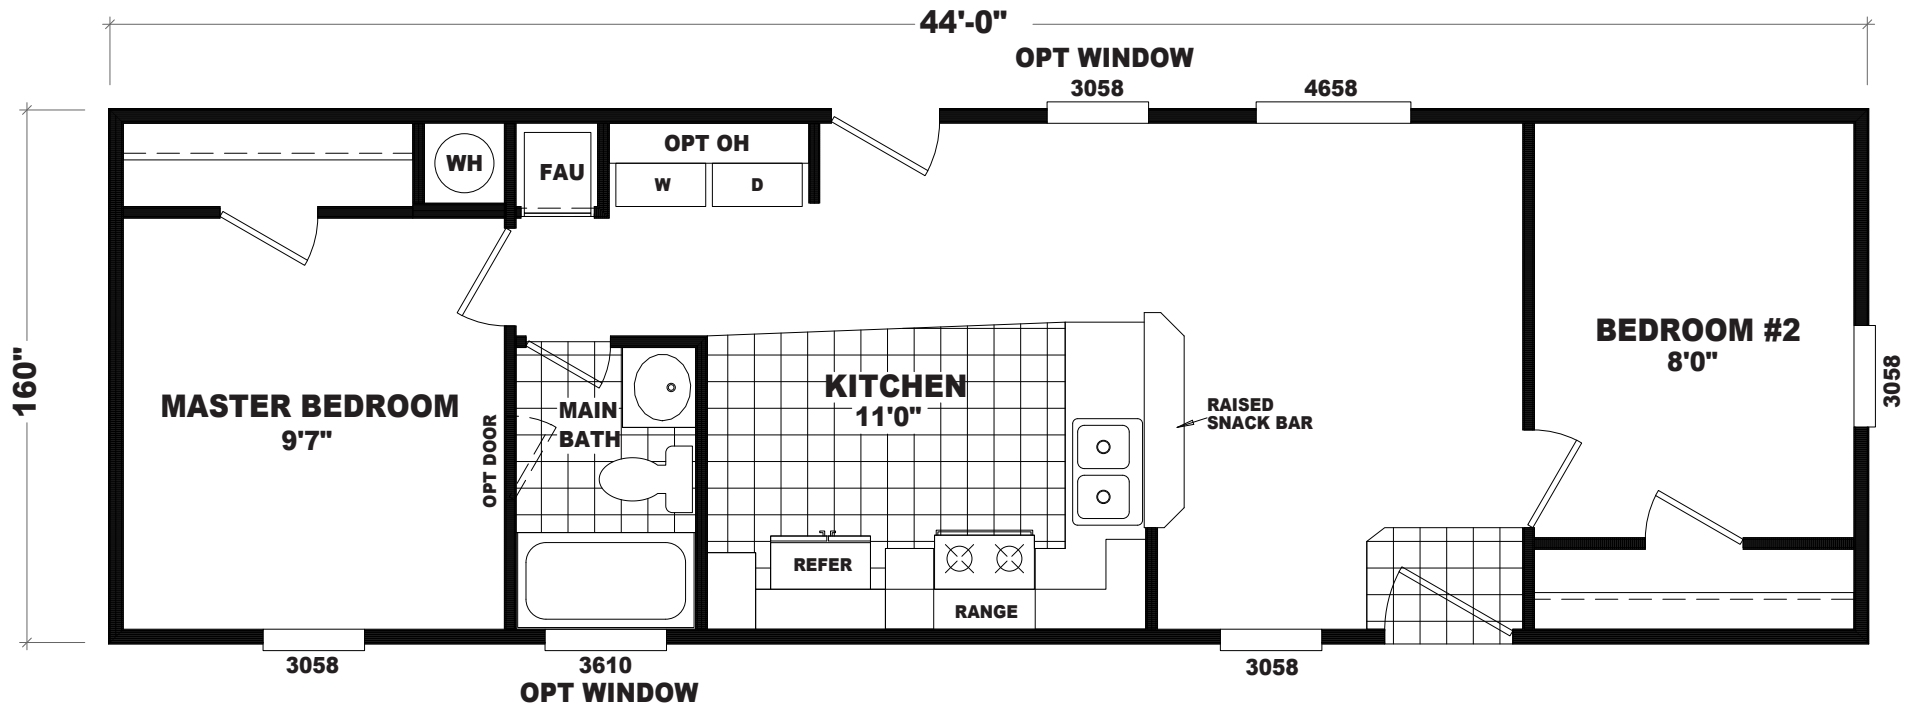 44'-0"
OPT WINDOW
3058
4658
160"
WH
FAU
OPT OH
W
D
MASTER BEDROOM
9'7"
OPT DOOR
MAIN
BATH
KITCHEN
11'0"
RAISED
SNACK BAR
BEDROOM #2
8'0"
3058
REFER
RANGE
3058
3610
OPT WINDOW
3058